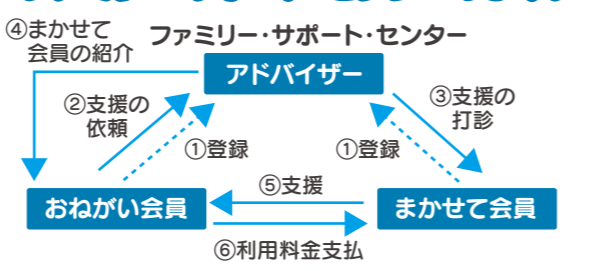 ④まかせて
会員の紹介
ファミリー・サポート・センター
アドバイザー
②支援の
依頼
③支援の
打診
①登録
①登録
⑤支援
おねがい会員
まかせて会員
⑥利用料金支払